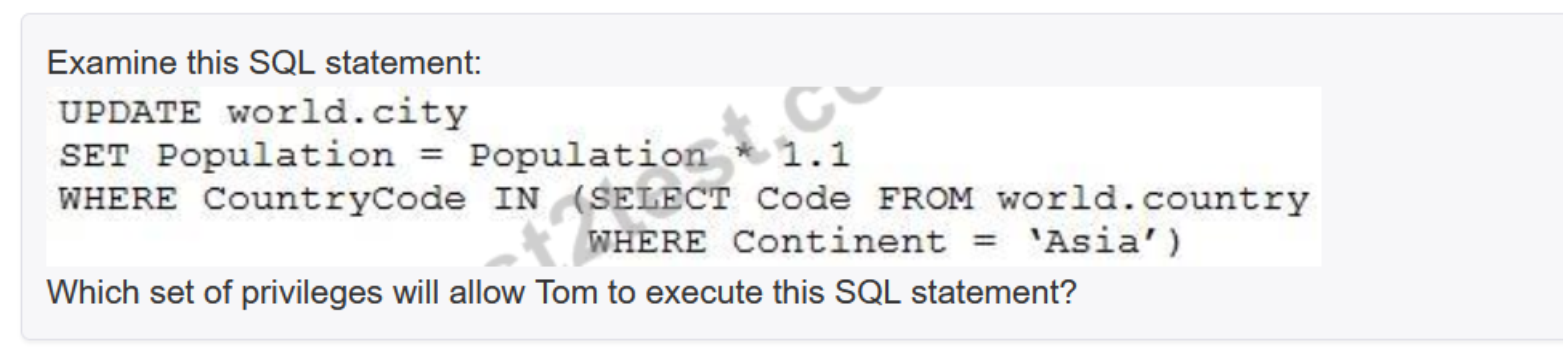 Examine this SQL statement:
UPDATE world.city
SET Population = Population * 1.1
WHERE CountryCode IN (SELECT Code FROM world.country
WHERE Continent = ‘Asia’)
Which set of privileges will allow Tom to execute this SQL statement?